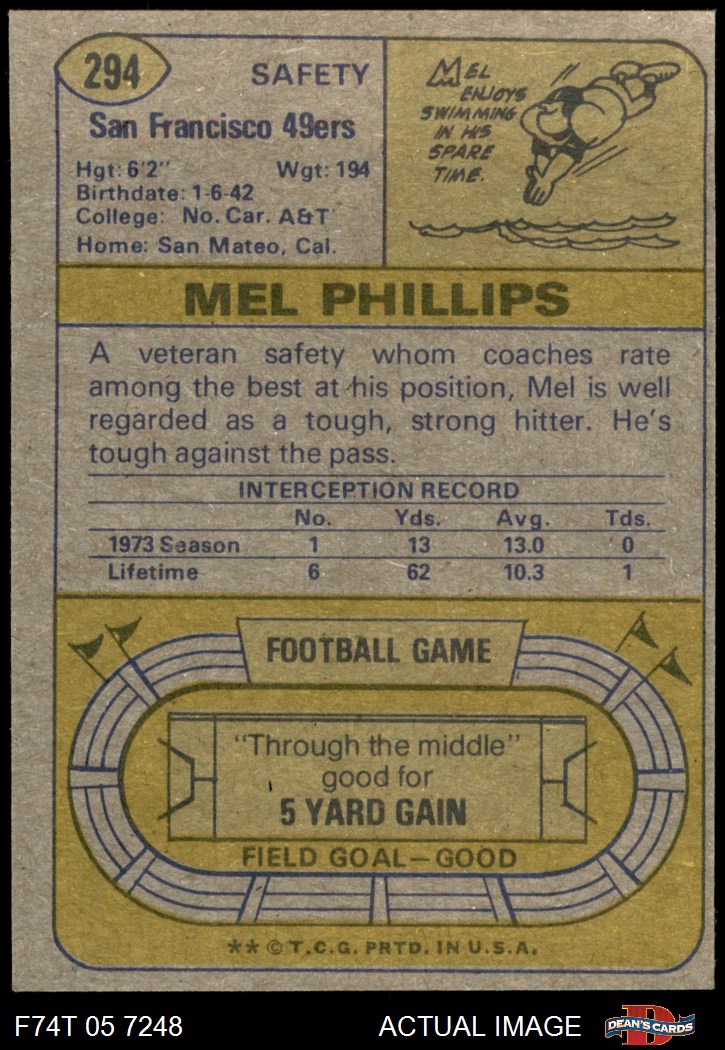 294
SAFETY
San Francisco 49ers
Hgt: 6'2" Wgt: 194
Birthdate: 1-6-42
College: No. Car. A&T
Home: San Mateo, Cal.
MEL
ENJOYS
SWIMMING
IN HIS
SPARE
TIME.
MEL PHILLIPS
A veteran safety whom coaches rate
among the best at his position, Mel is well
regarded as a tough, strong hitter. He's
tough against the pass.
INTERCEPTION RECORD
No. Yds. Avg. Tds.
1973 Season 1 13 13.0 0
Lifetime 6 62 10.3 1
FOOTBALL GAME
"Through the middle"
good for
5 YARD GAIN
FIELD GOAL—GOOD
** © T.C.G. PRTD. IN U.S.A.
F74T 05 7248 ACTUAL IMAGE
DEAN'S CARDS